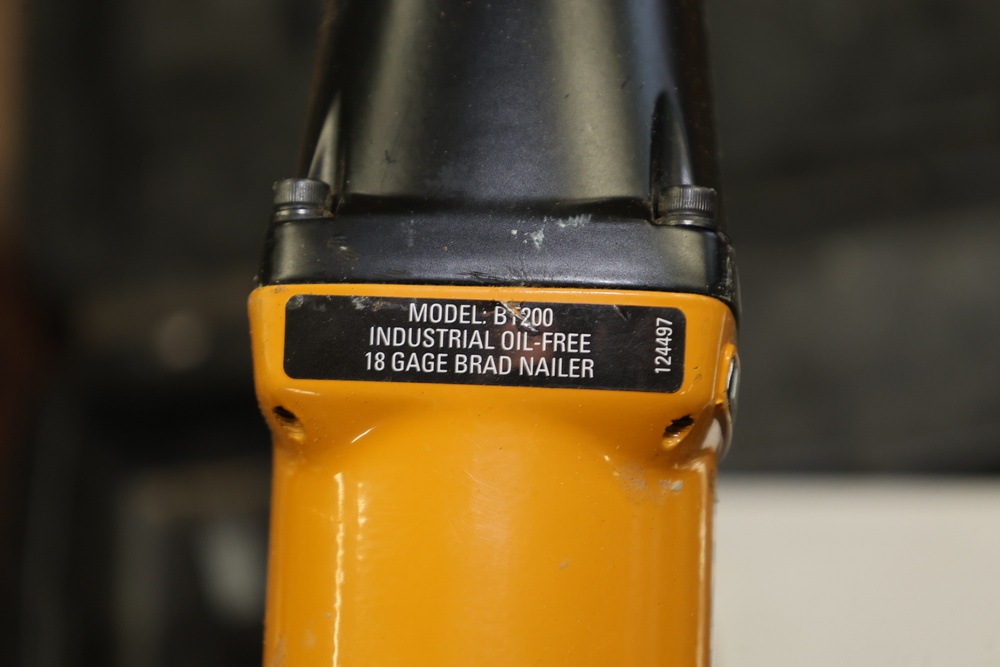 MODEL: BT200
INDUSTRIAL OIL-FREE
18 GAGE BRAD NAILER
124497